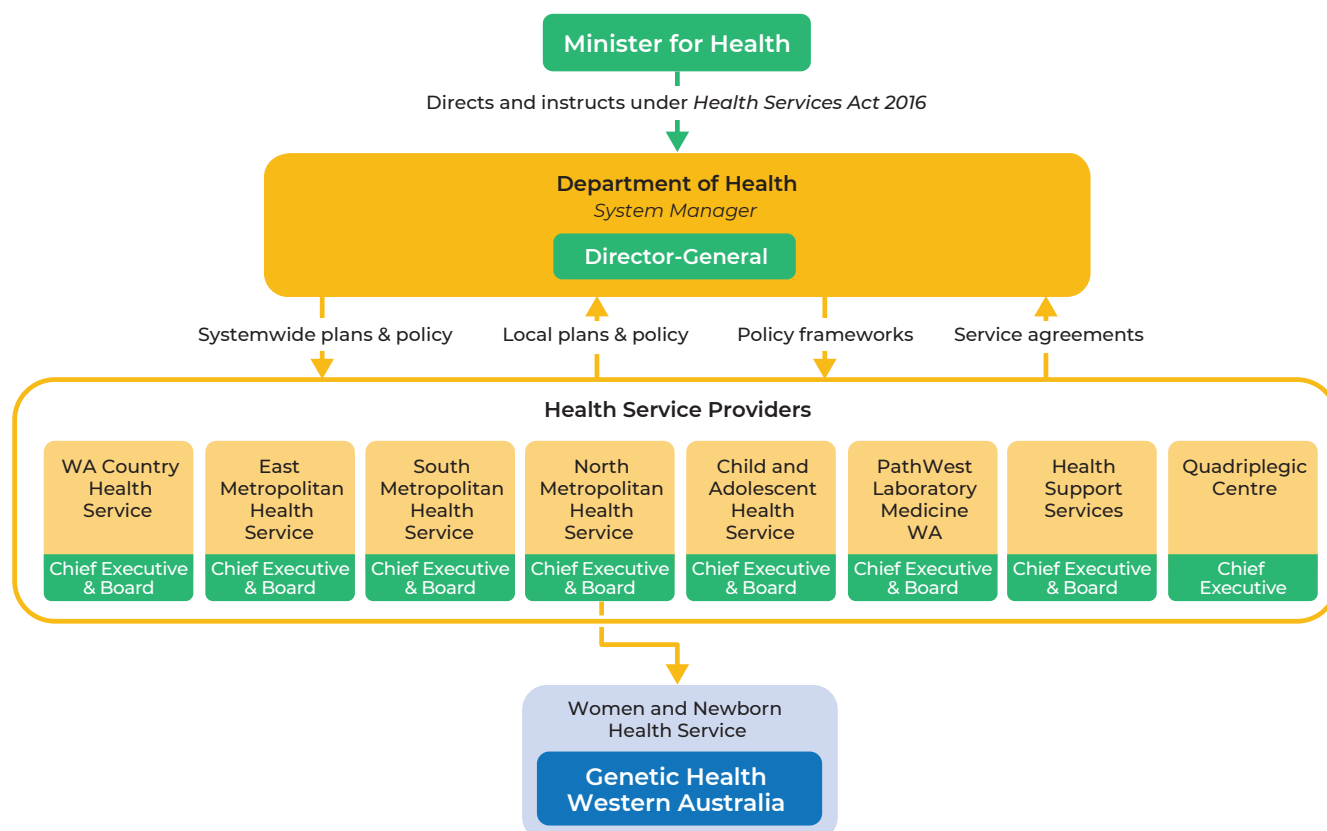 Minister for Health
Directs and instructs under Health Services Act 2016
Department of Health
System Manager
Director-General
Systemwide plans & policy
Local plans & policy
Policy frameworks
Service agreements
Health Service Providers
WA Country
Health
Service
Chief Executive
& Board
East
Metropolitan
Health
Service
Chief Executive
& Board
South
Metropolitan
Health
Service
Chief Executive
& Board
North
Metropolitan
Health
Service
Chief Executive
& Board
Child and
Adolescent
Health
Service
Chief Executive
& Board
PathWest
Laboratory
Medicine
WA
Chief Executive
& Board
Health
Support
Services
Chief Executive
& Board
Quadriplegic
Centre
Chief
Executive
Women and Newborn
Health Service
Genetic Health
Western Australia